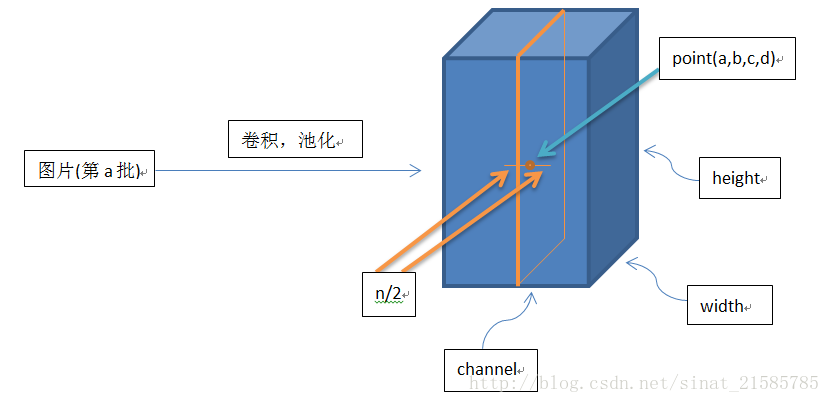 point(a,b,c,d)
卷积，池化
图片(第 a 批)
height
n/2
width
channel
http://blog.csdn.net/sinat_21585785